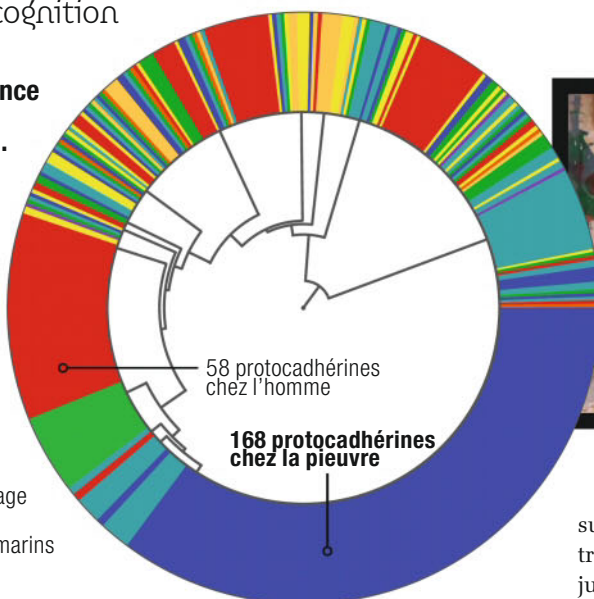 cognition
nce
.
58 protocadhérines
chez l'homme
168 protocadhérines
chez la pieuvre
age
marins
su
tr
ju